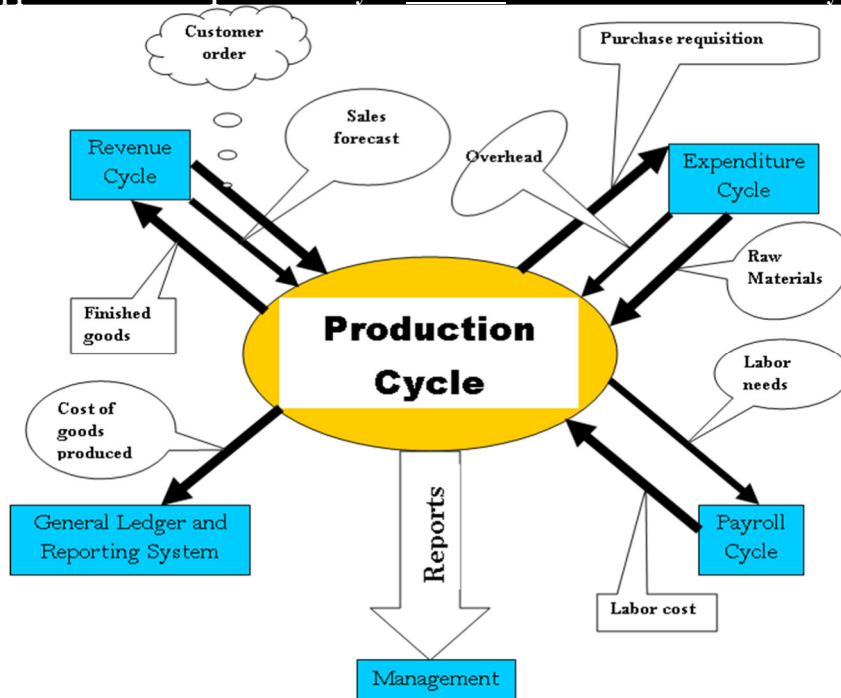 Customer
order
Purchase requisition
Sales
forecast
Revenue
Cycle
Overhead
Expenditure
Cycle
Raw
Materials
Finished
goods
Production
Cycle
Labor
needs
Cost of
goods
produced
General Ledger and
Reporting System
Reports
Payroll
Cycle
Labor cost
Management